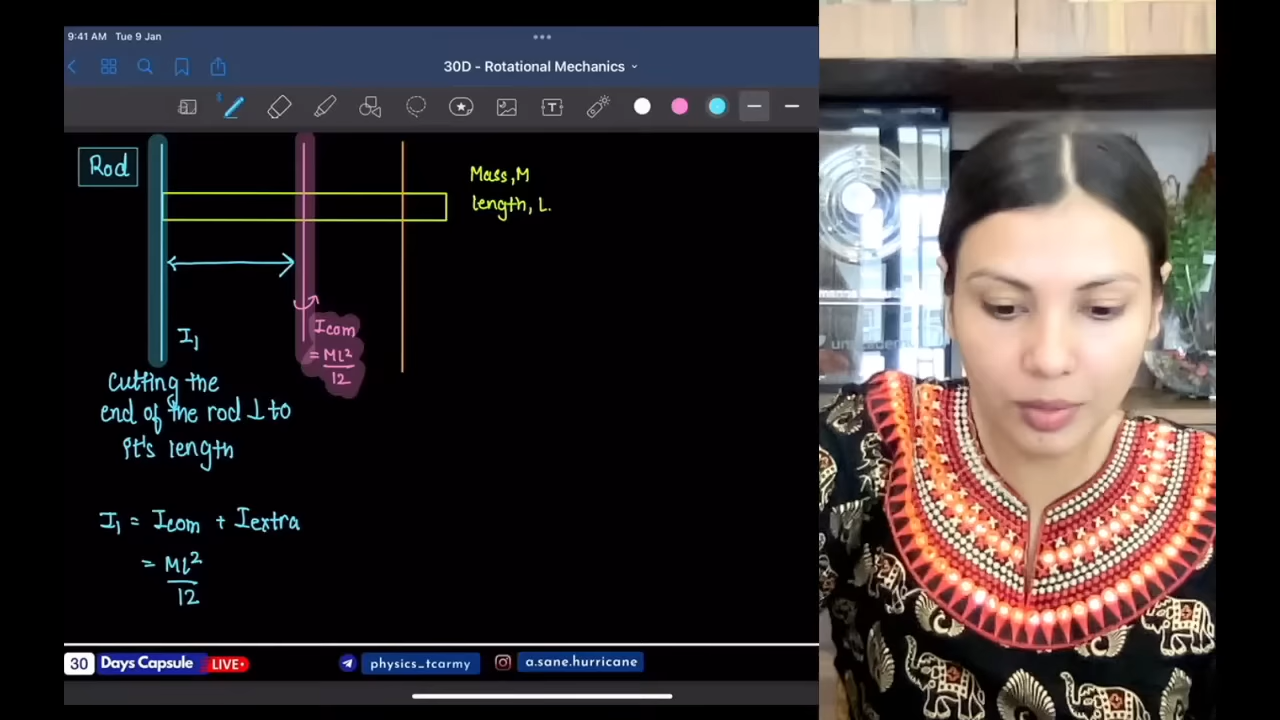 9:41 AM Tue 9 Jan
30D - Rotational Mechanics
T
Rod
Mass, M
length, L.
I₁
Icom
= Ml²
12
Cutting the
end of the rod ⊥ to
it's length
I₁ = Icom + Iextra
= Ml²
12
30 Days Capsule LIVE
physics_tcarmy
a.sane.hurricane